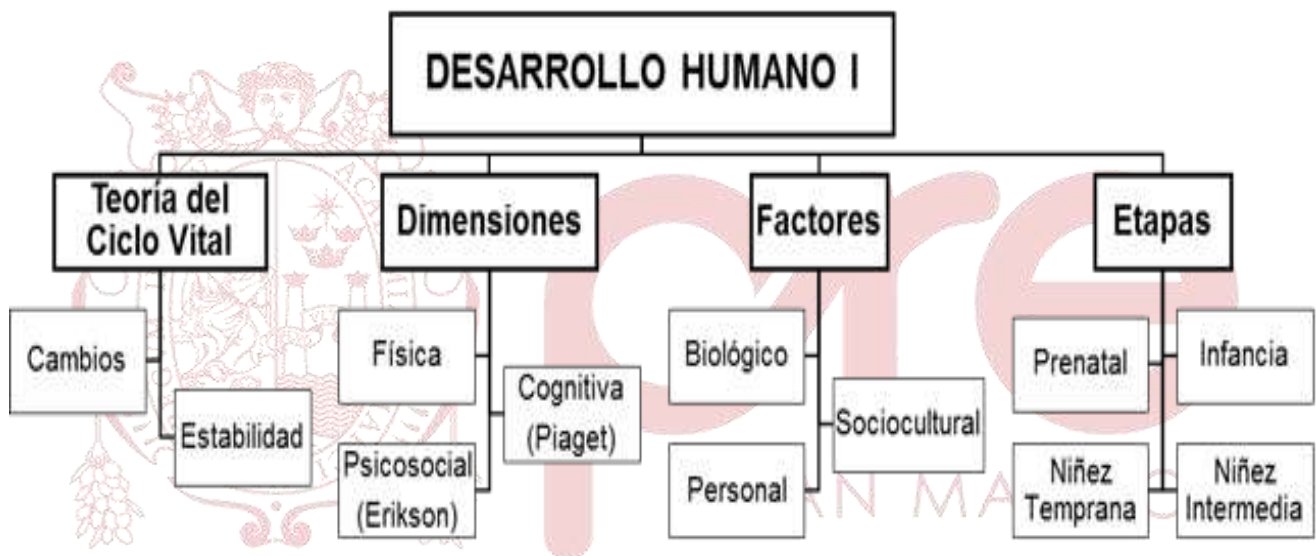 DESARROLLO HUMANO I
Teoría del
Ciclo Vital
Cambios
Estabilidad
Dimensiones
Física
Cognitiva
(Piaget)
Psicosocial
(Erikson)
Factores
Biológico
Sociocultural
Personal
Etapas
Prenatal
Infancia
Niñez
Temprana
Niñez
Intermedia